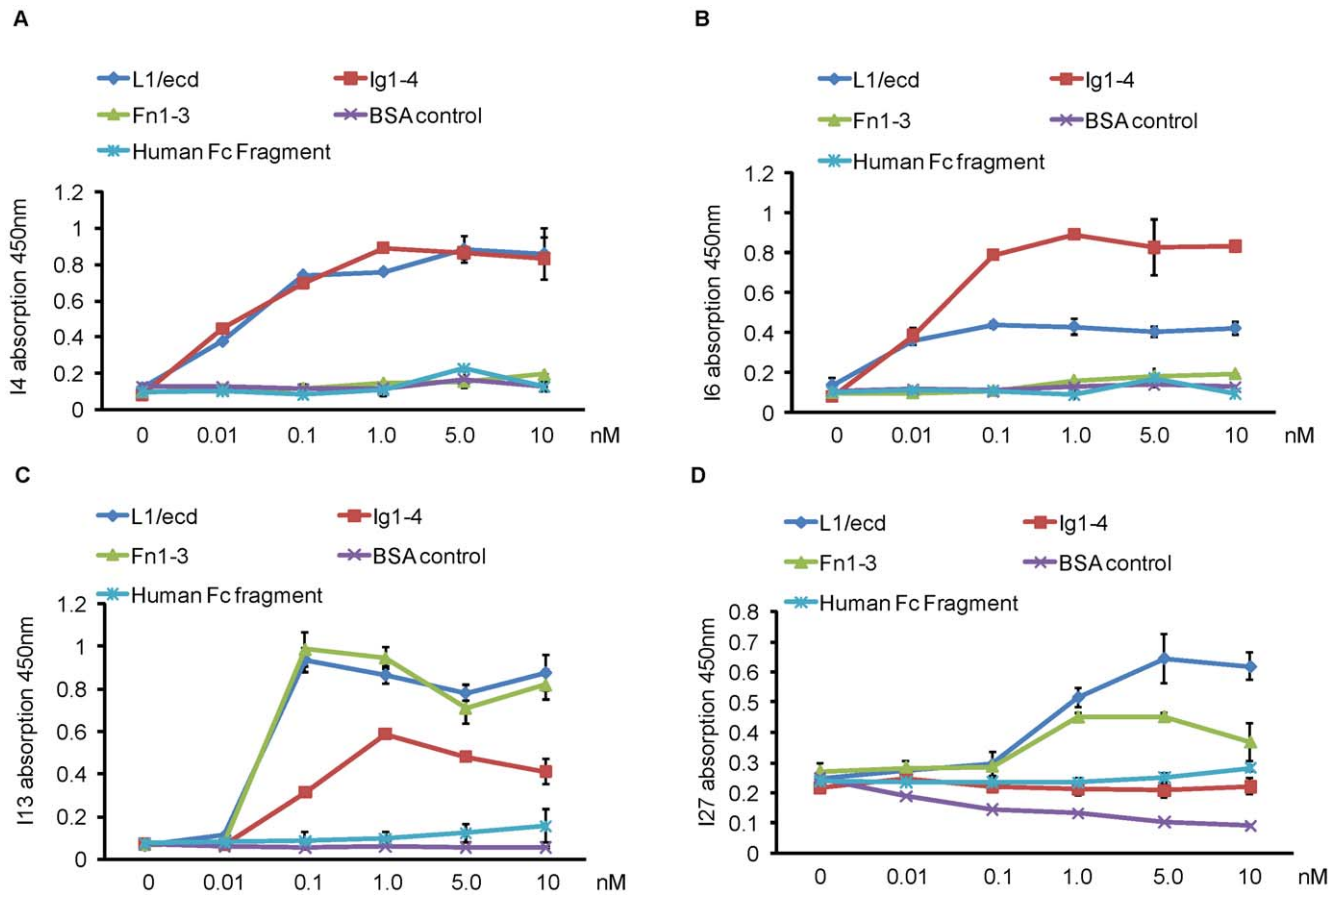 A
L1/ecd Ig1-4
Fn1-3 BSA control
Human Fc Fragment
I4 absorption 450nm
1.2
1
0.8
0.6
0.4
0.2
0
0 0.01 0.1 1.0 5.0 10 nM
B
L1/ecd Ig1-4
Fn1-3 BSA control
Human Fc fragment
I6 absorption 450nm
1.2
1
0.8
0.6
0.4
0.2
0
0 0.01 0.1 1.0 5.0 10 nM
C
L1/ecd Ig1-4
Fn1-3 BSA control
Human Fc fragment
I13 absorption 450nm
1.2
1
0.8
0.6
0.4
0.2
0
0 0.01 0.1 1.0 5.0 10 nM
D
L1/ecd Ig1-4
Fn1-3 BSA control
Human Fc Fragment
I27 absorption 450nm
0.8
0.7
0.6
0.5
0.4
0.3
0.2
0.1
0
0 0.01 0.1 1.0 5.0 10 nM